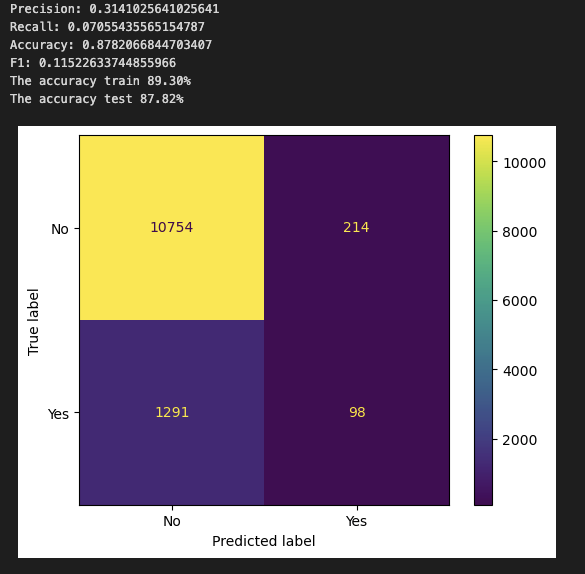 Precision: 0.3141025641025641
Recall: 0.07055435565154787
Accuracy: 0.8782066844703407
F1: 0.11522633744855966
The accuracy train 89.30%
The accuracy test 87.82%
10000
8000
6000
4000
2000
No
10754
214
True label
Yes
1291
98
No
Yes
Predicted label